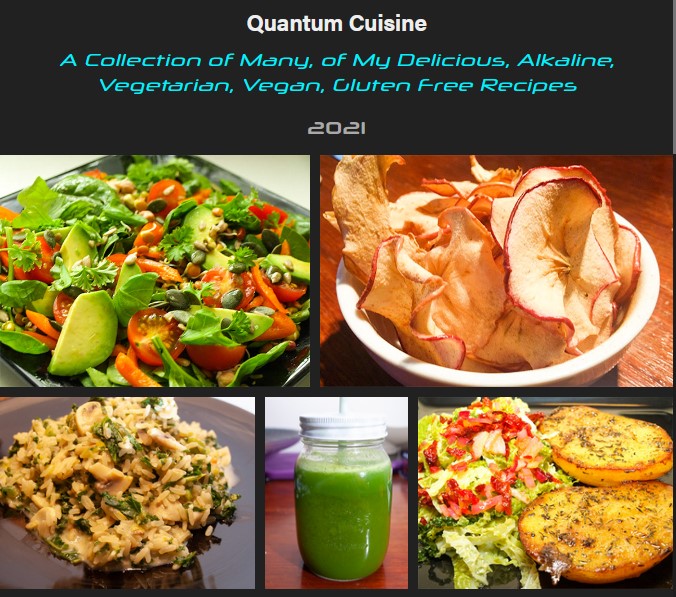 Quantum Cuisine
A Collection of Many, of My Delicious, Alkaline,
Vegetarian, Vegan, Gluten Free Recipes
2021